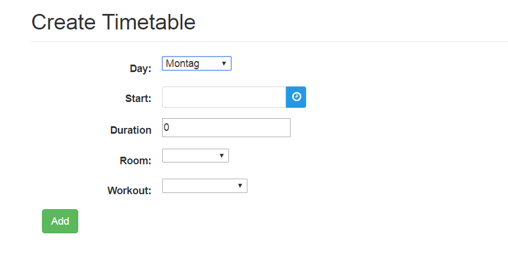 Create Timetable
Day: Montag
Start:
Duration 0
Room:
Workout:
Add